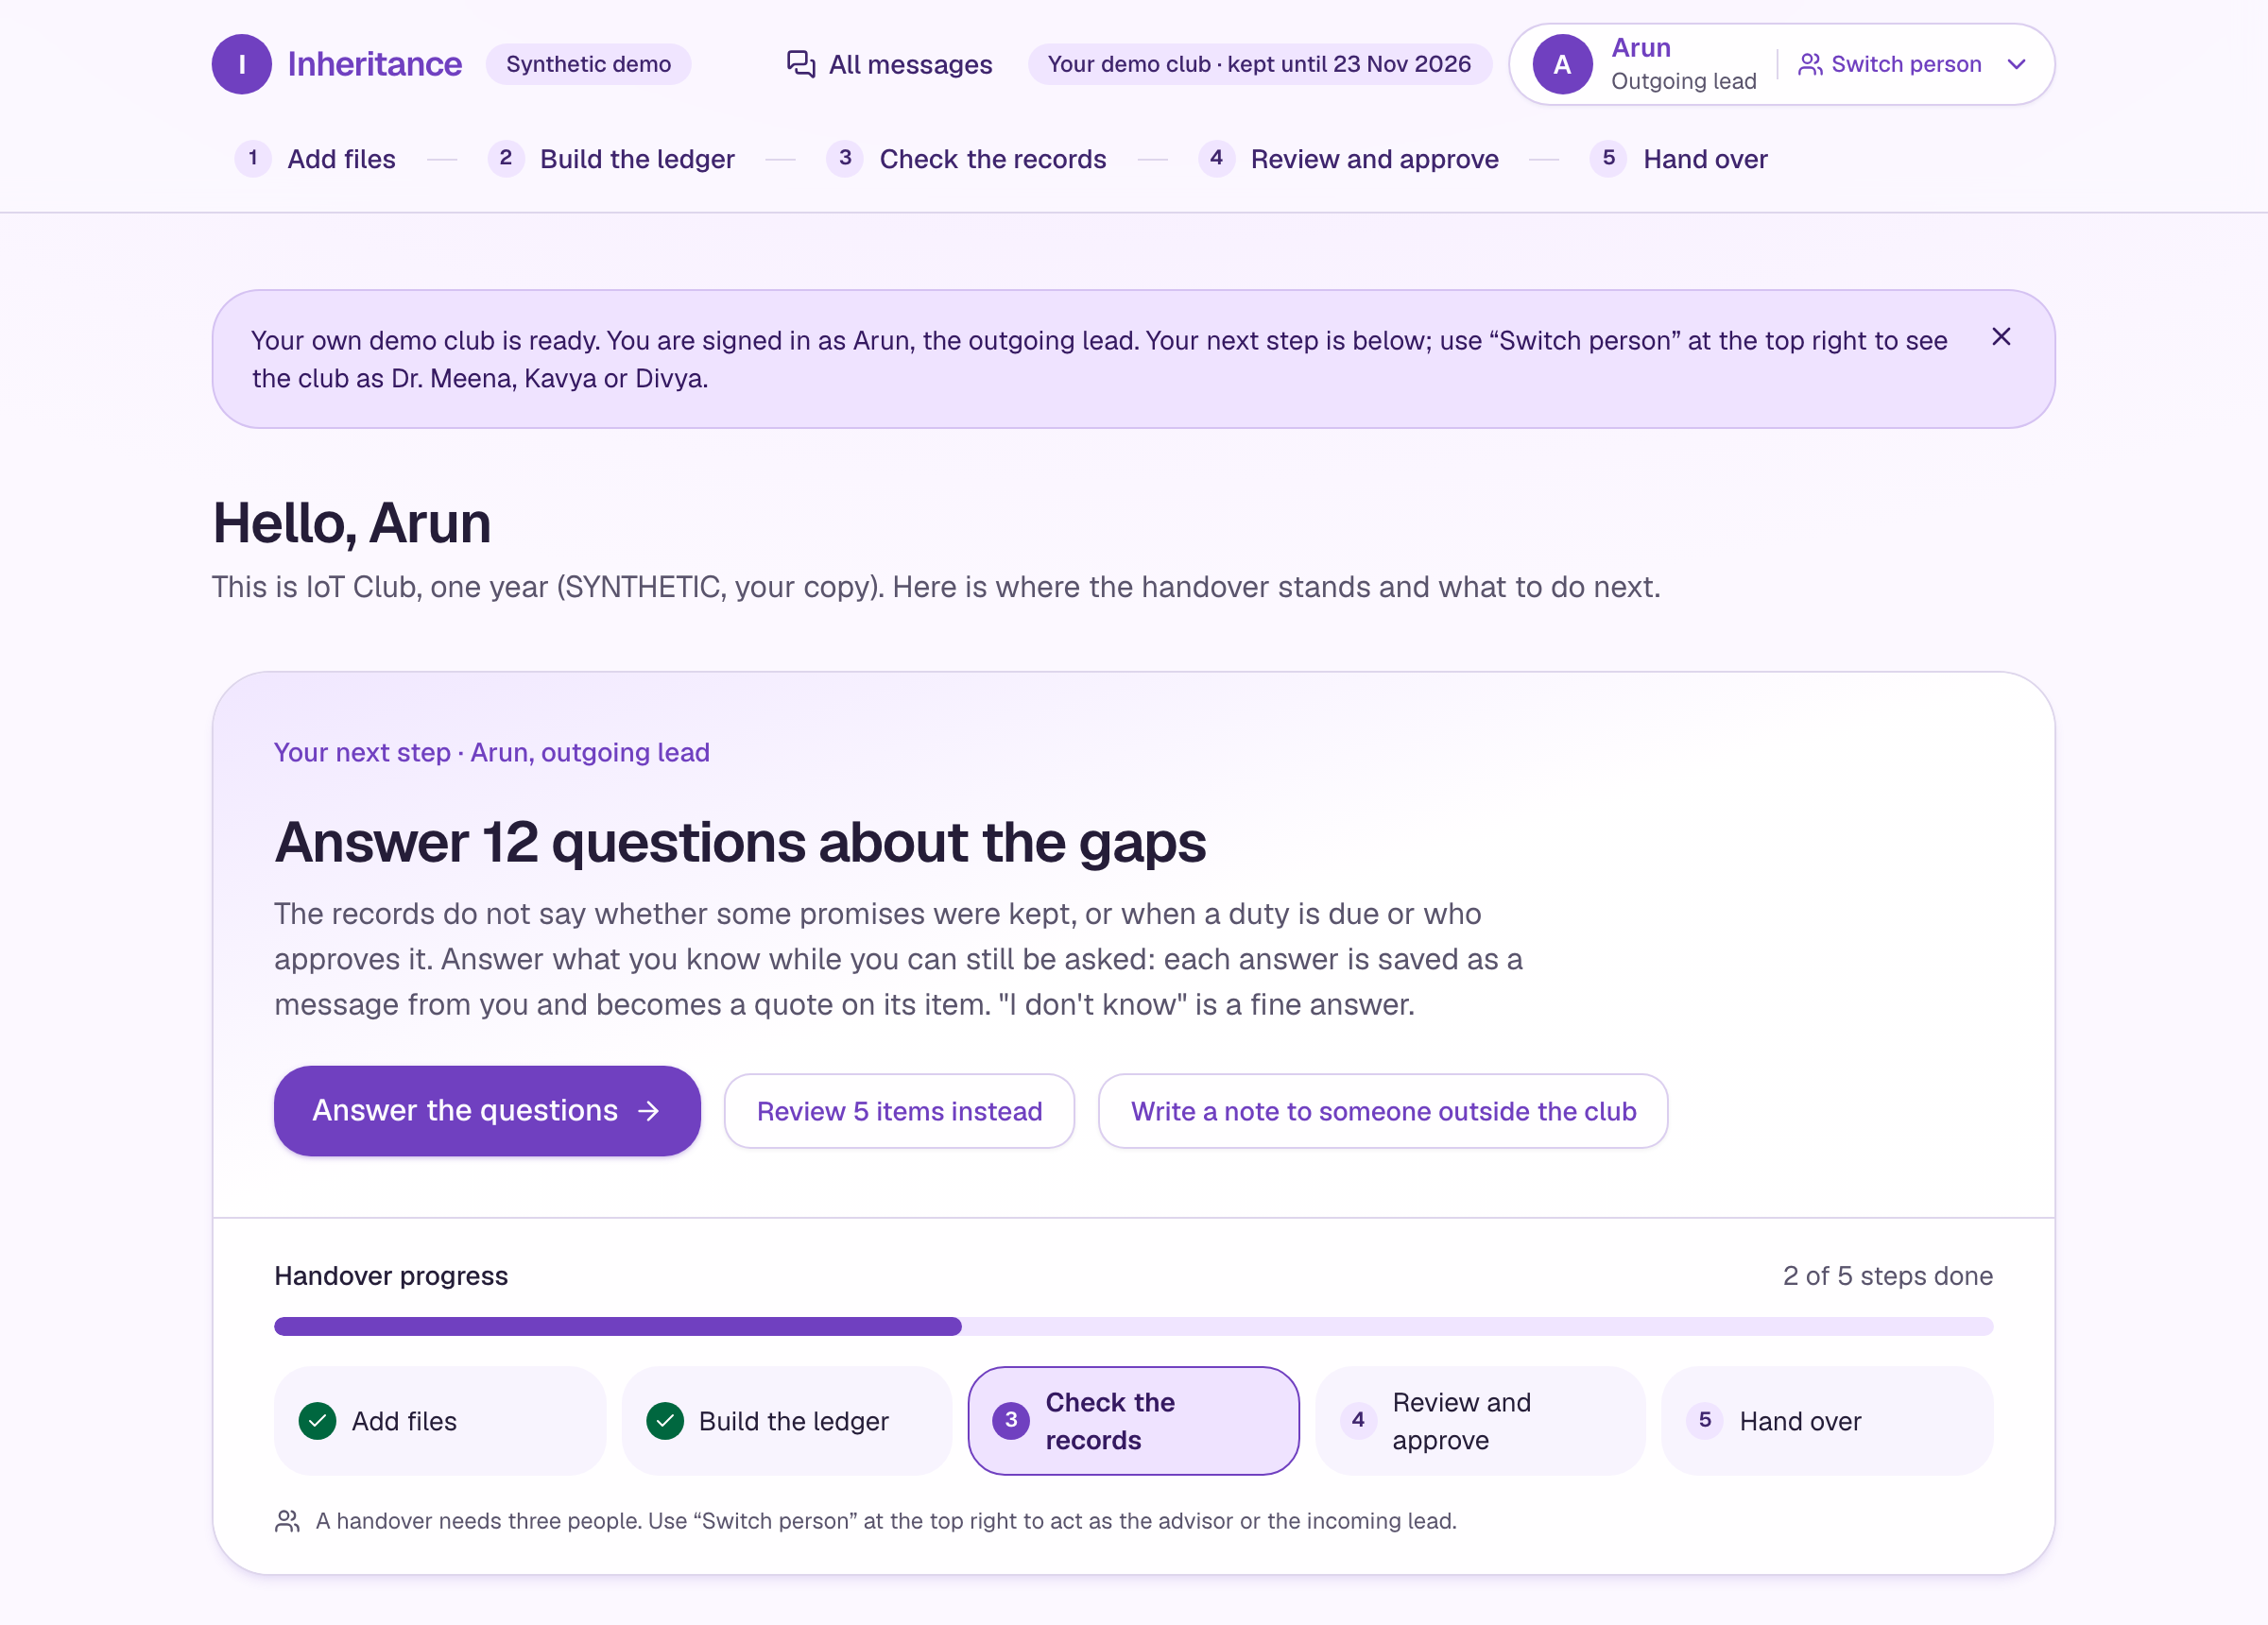 I Inheritance Synthetic demo All messages Your demo club · kept until 23 Nov 2026 A Arun Switch person
Outgoing lead
1 Add files 2 Build the ledger 3 Check the records 4 Review and approve 5 Hand over
Your own demo club is ready. You are signed in as Arun, the outgoing lead. Your next step is below; use “Switch person” at the top right to see
the club as Dr. Meena, Kavya or Divya.
Hello, Arun
This is IoT Club, one year (SYNTHETIC, your copy). Here is where the handover stands and what to do next.
Your next step · Arun, outgoing lead
Answer 12 questions about the gaps
The records do not say whether some promises were kept, or when a duty is due or who
approves it. Answer what you know while you can still be asked: each answer is saved as a
message from you and becomes a quote on its item. "I don't know" is a fine answer.
Answer the questions Review 5 items instead Write a note to someone outside the club
Handover progress 2 of 5 steps done
Add files
Build the ledger
3 Check the
records
4 Review and
approve
5 Hand over
A handover needs three people. Use “Switch person” at the top right to act as the advisor or the incoming lead.